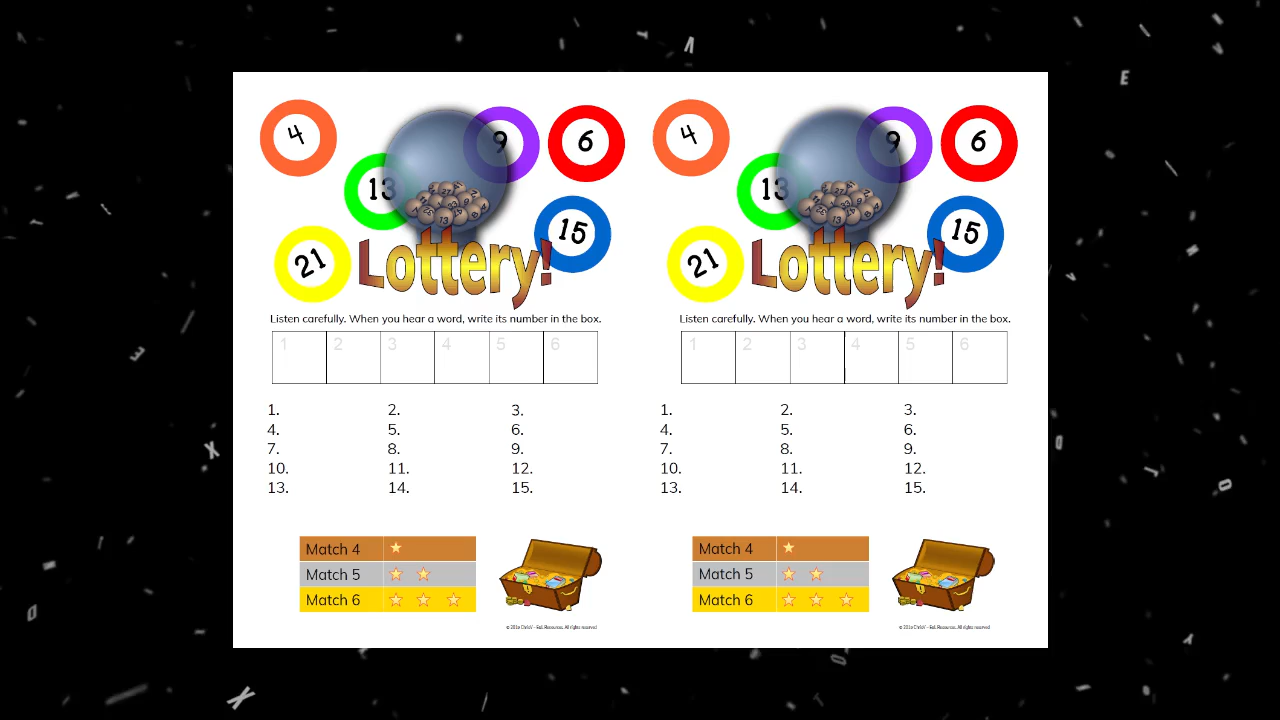 4
9
6
13
15
21
Lottery!
Listen carefully. When you hear a word, write its number in the box.
1 2 3 4 5 6
1. 2. 3.
4. 5. 6.
7. 8. 9.
10. 11. 12.
13. 14. 15.
Match 4
Match 5
Match 6
4
9
6
13
15
21
Lottery!
Listen carefully. When you hear a word, write its number in the box.
1 2 3 4 5 6
1. 2. 3.
4. 5. 6.
7. 8. 9.
10. 11. 12.
13. 14. 15.
Match 4
Match 5
Match 6